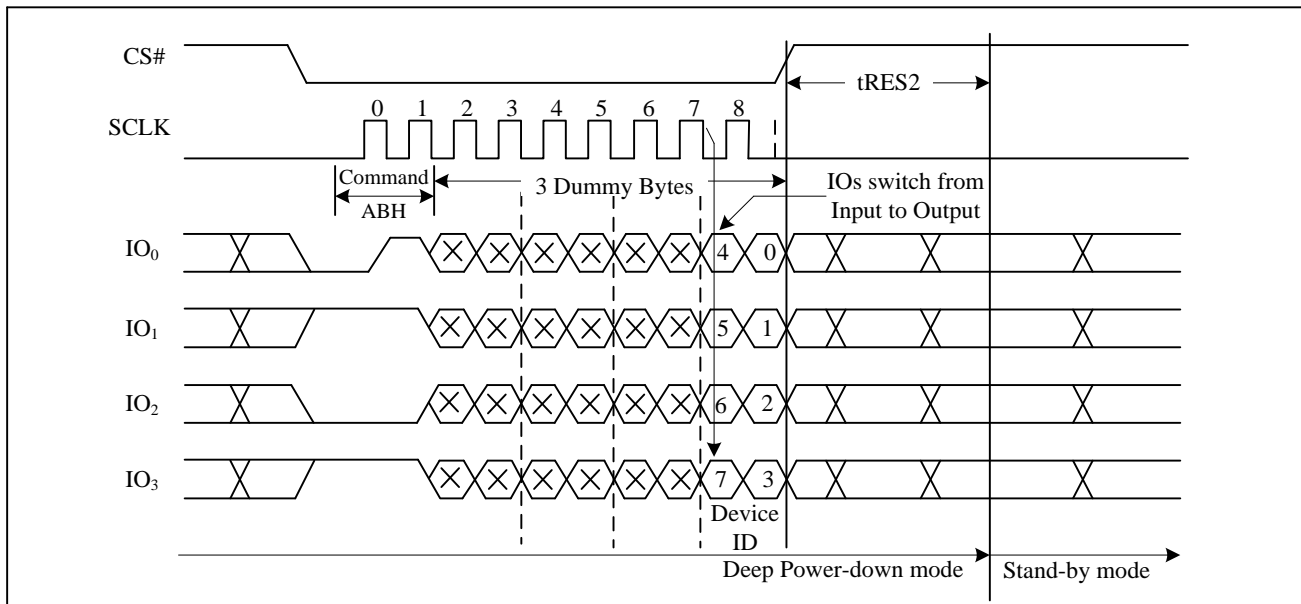 CS#
tRES2
0 1 2 3 4 5 6 7 8
SCLK
Command
ABH
3 Dummy Bytes
IOs switch from
Input to Output
IO0 4 0
IO1 5 1
IO2 6 2
IO3 7 3
Device
ID
Deep Power-down mode Stand-by mode